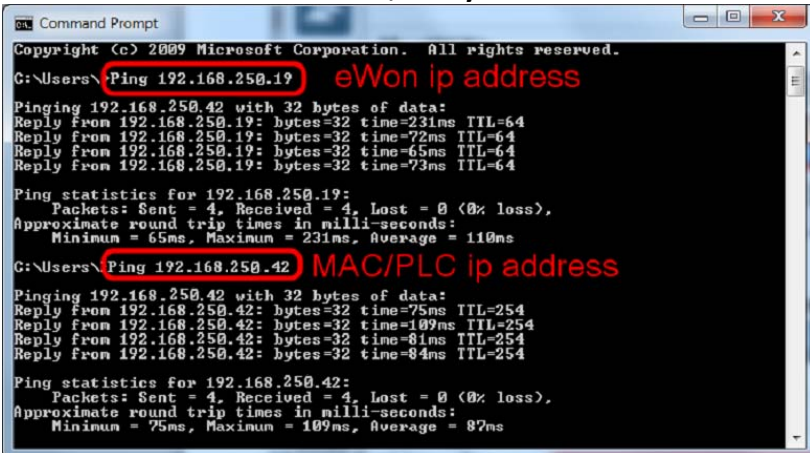 Command Prompt
Copyright (c) 2009 Microsoft Corporation.  All rights reserved.
C:\Users\>Ping 192.168.250.19 eWon ip address
Pinging 192.168.250.42 with 32 bytes of data:
Reply from 192.168.250.19: bytes=32 time=231ms TTL=64
Reply from 192.168.250.19: bytes=32 time=72ms TTL=64
Reply from 192.168.250.19: bytes=32 time=65ms TTL=64
Reply from 192.168.250.19: bytes=32 time=73ms TTL=64
Ping statistics for 192.168.250.19:
Packets: Sent = 4, Received = 4, Lost = 0 (0% loss),
Approximate round trip times in milli-seconds:
Minimum = 65ms, Maximum = 231ms, Average = 110ms
C:\Users\>Ping 192.168.250.42 MAC/PLC ip address
Pinging 192.168.250.42 with 32 bytes of data:
Reply from 192.168.250.42: bytes=32 time=75ms TTL=254
Reply from 192.168.250.42: bytes=32 time=109ms TTL=254
Reply from 192.168.250.42: bytes=32 time=81ms TTL=254
Reply from 192.168.250.42: bytes=32 time=84ms TTL=254
Ping statistics for 192.168.250.42:
Packets: Sent = 4, Received = 4, Lost = 0 (0% loss),
Approximate round trip times in milli-seconds:
Minimum = 75ms, Maximum = 109ms, Average = 87ms